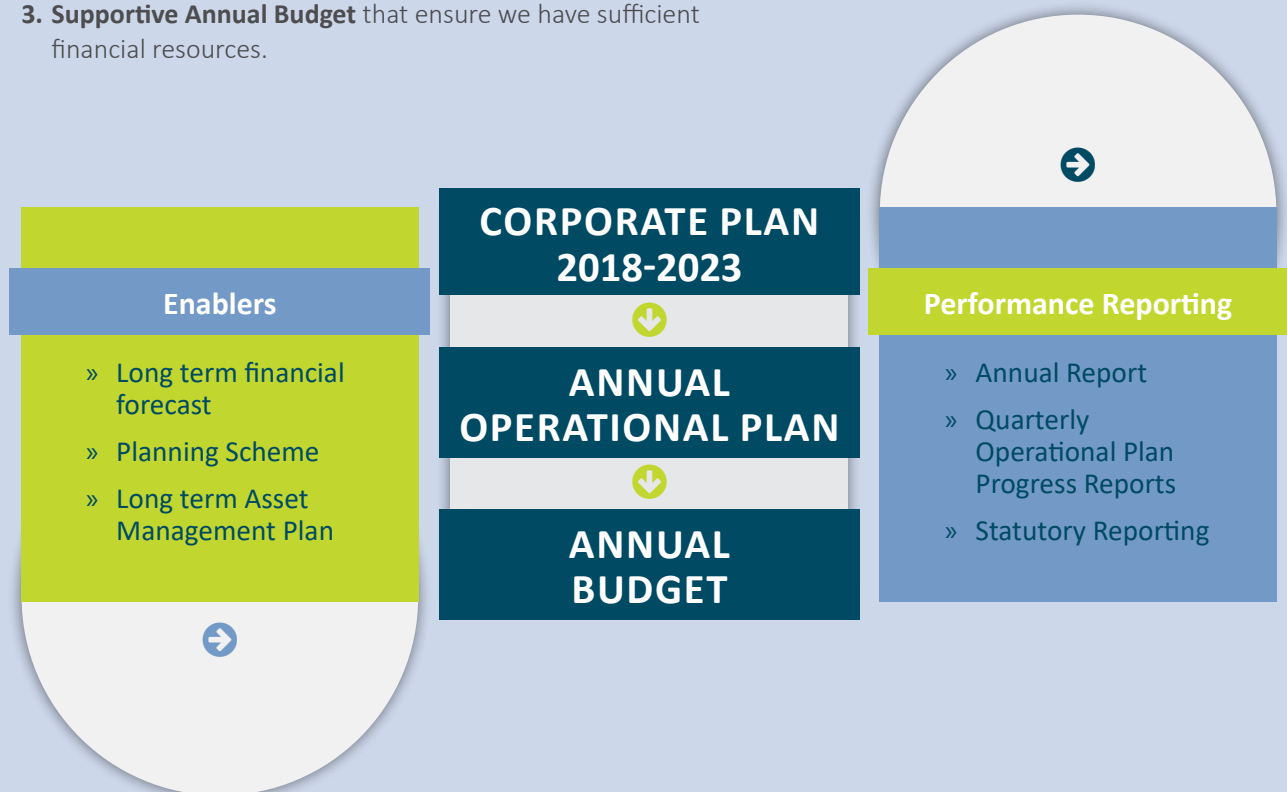 3. Supportive Annual Budget that ensure we have sufficient
financial resources.
Enablers
» Long term financial
forecast
» Planning Scheme
» Long term Asset
Management Plan
CORPORATE PLAN
2018-2023
ANNUAL
OPERATIONAL PLAN
ANNUAL
BUDGET
Performance Reporting
» Annual Report
» Quarterly
Operational Plan
Progress Reports
» Statutory Reporting